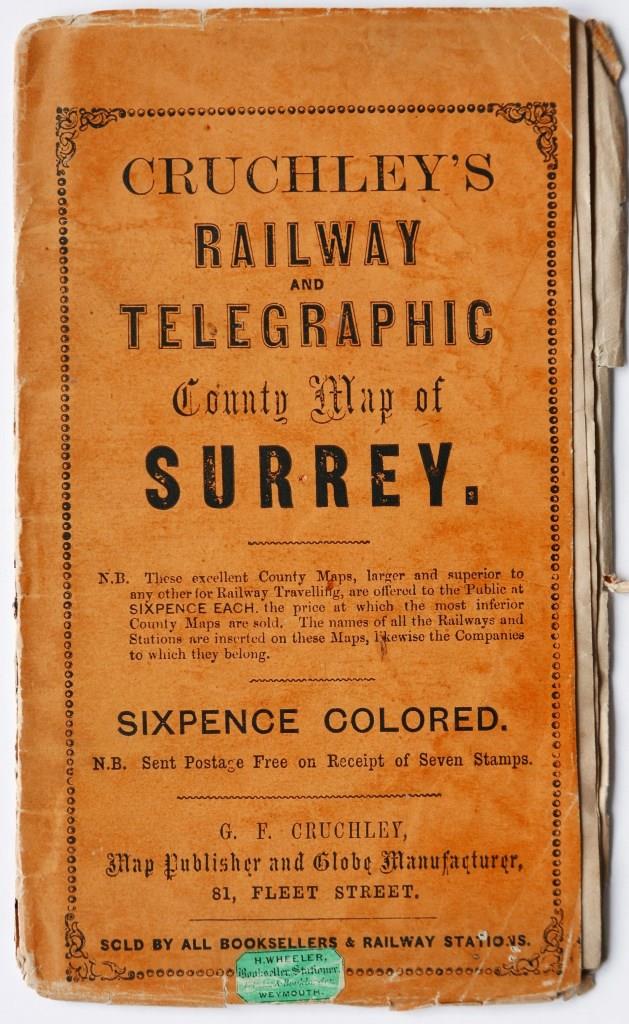 CRUCHLEY'S
RAILWAY
AND
TELEGRAPHIC
County Map of
SURREY.
N.B. These excellent County Maps, larger and superior to
any other for Railway Travelling, are offered to the Public at
SIXPENCE EACH. the price at which the most inferior
County Maps are sold. The names of all the Railways and
Stations are inserted on these Maps, likewise the Companies
to which they belong.
SIXPENCE COLORED.
N.B. Sent Postage Free on Receipt of Seven Stamps.
G. F. CRUCHLEY,
Map Publisher and Globe Manufacturer,
81, FLEET STREET.
SOLD BY ALL BOOKSELLERS & RAILWAY STATIONS.
H. WHEELER,
Bookseller, Stationer,
WEYMOUTH.